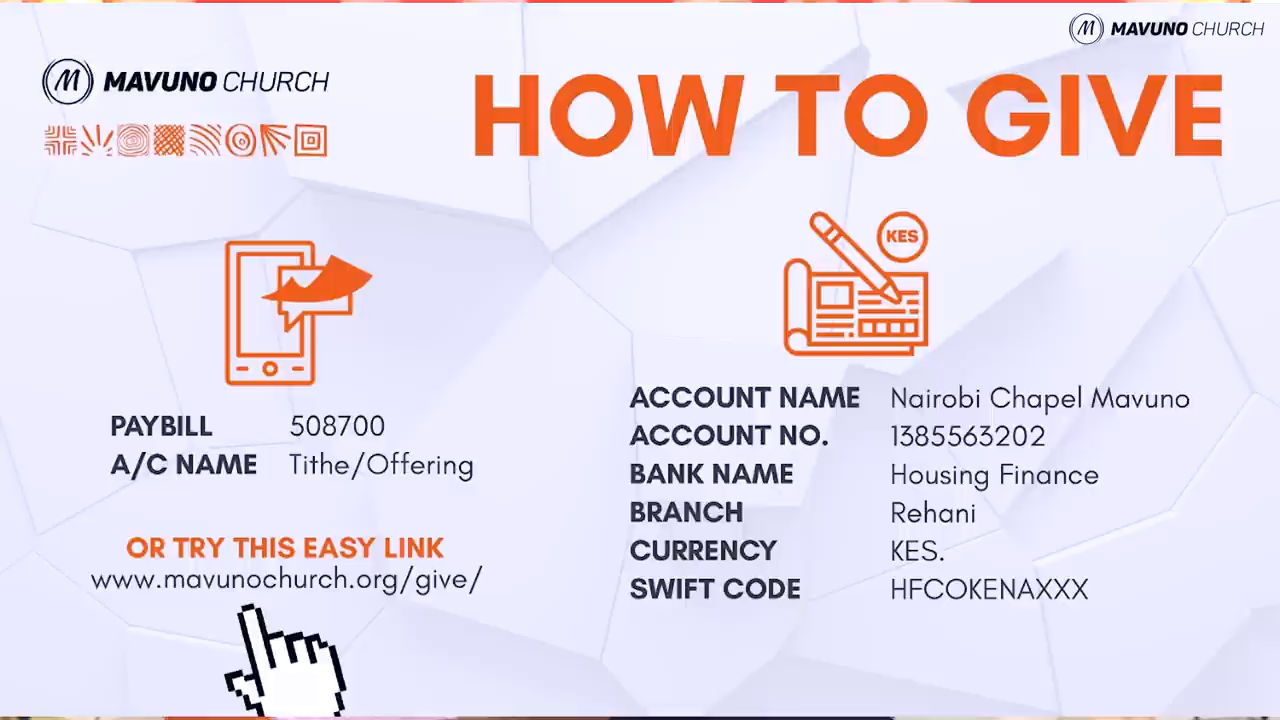 MAVUNO CHURCH
MAVUNO CHURCH
HOW TO GIVE
KES
PAYBILL 508700
A/C NAME Tithe/Offering
OR TRY THIS EASY LINK
www.mavunochurch.org/give/
ACCOUNT NAME Nairobi Chapel Mavuno
ACCOUNT NO. 1385563202
BANK NAME Housing Finance
BRANCH Rehani
CURRENCY KES.
SWIFT CODE HFCOKENAXXX